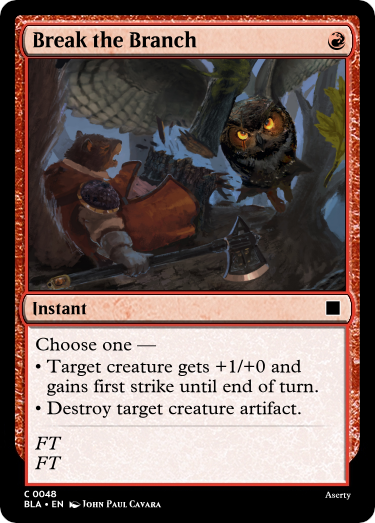 Break the Branch
Instant
Choose one —
• Target creature gets +1/+0 and
gains first strike until end of turn.
• Destroy target creature artifact.
FT
FT
C 0048
BLA • EN JOHN PAUL CAVARA
Aserty